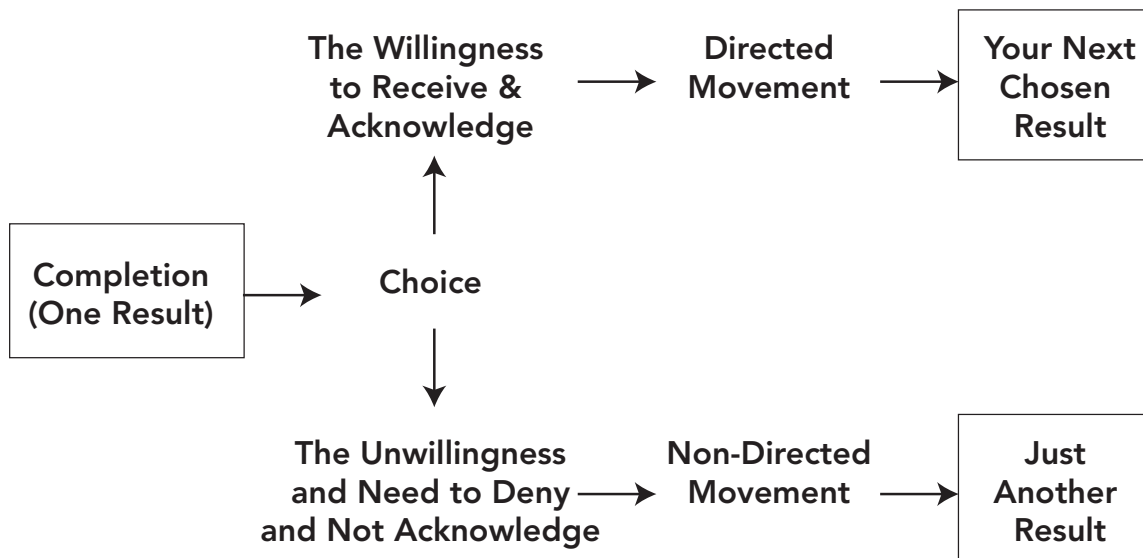 The Willingness
to Receive &
Acknowledge
Directed
Movement
Your Next
Chosen
Result
Completion
(One Result)
Choice
The Unwillingness
and Need to Deny
and Not Acknowledge
Non-Directed
Movement
Just
Another
Result